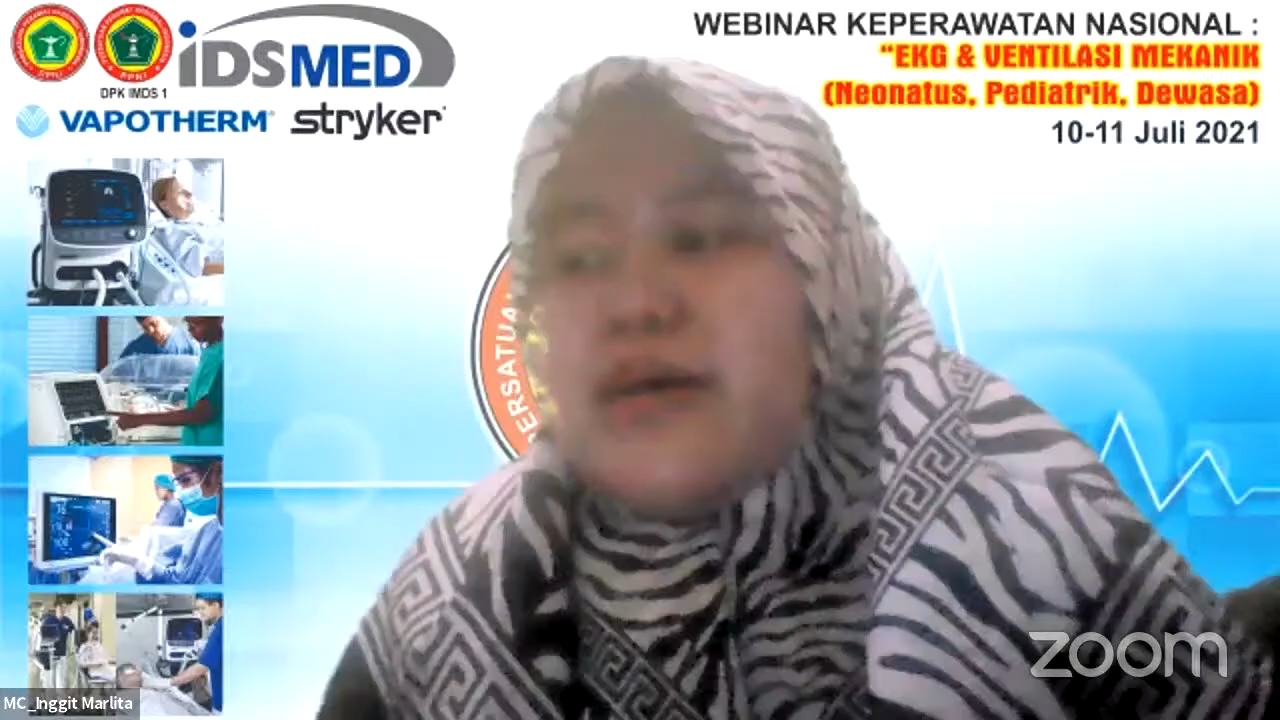 iDSMED
DPK IMDS 1
VAPOTHERM
stryker
WEBINAR KEPERAWATAN NASIONAL :
“EKG & VENTILASI MEKANIK
(Neonatus, Pediatrik, Dewasa)
10-11 Juli 2021
PERSATUA
zoom
MC_Inggit Marlita